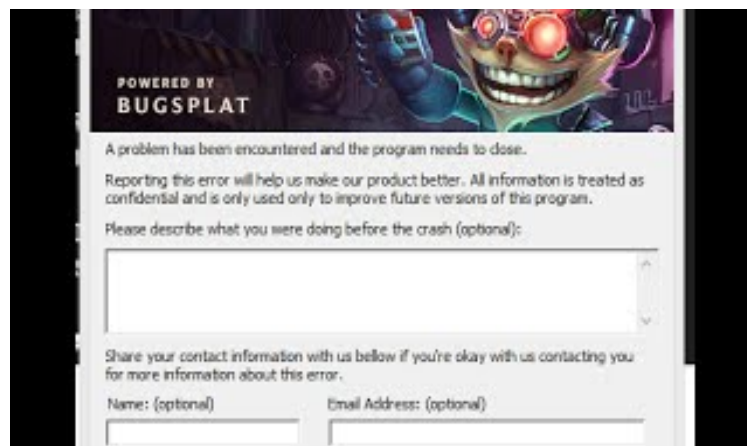 POWERED BY
BUGSPLAT
A problem has been encountered and the program needs to close.
Reporting this error will help us make our product better. All information is treated as
confidential and is only used only to improve future versions of this program.
Please describe what you were doing before the crash (optional):
Share your contact information with us bellow if you're okay with us contacting you
for more information about this error.
Name: (optional) Email Address: (optional)